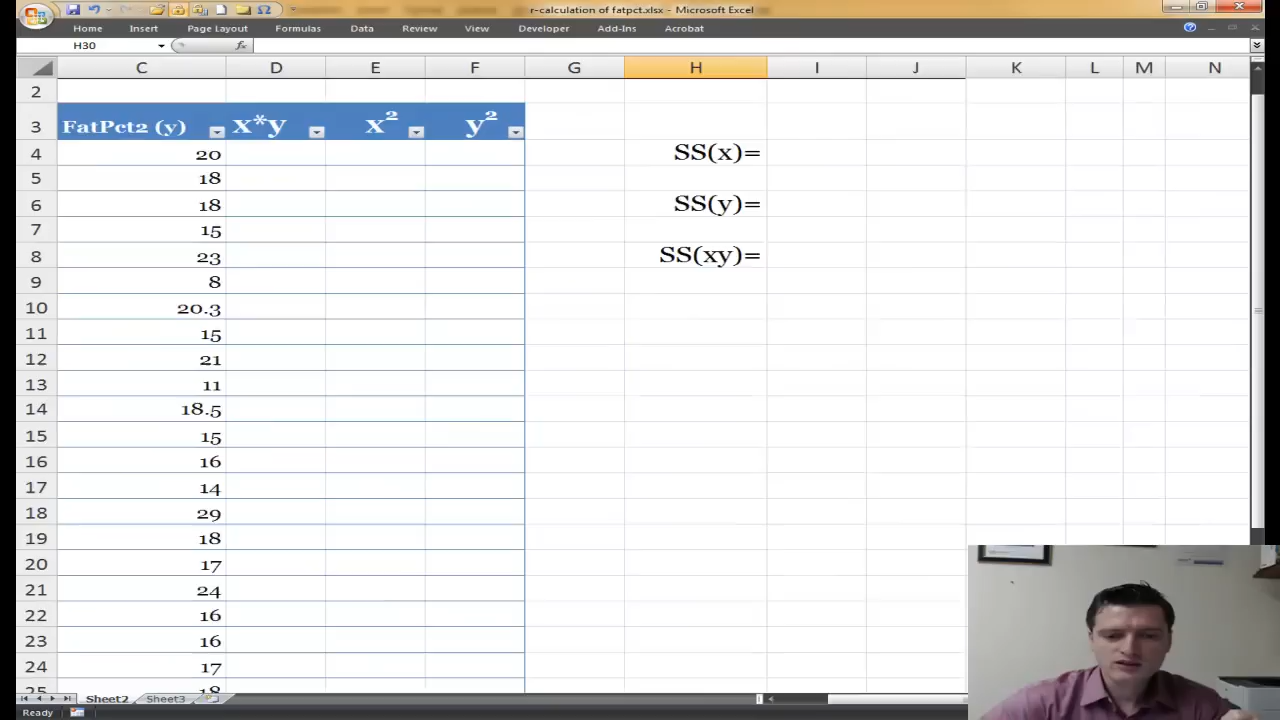 r-calculation of fatpct.xlsx - Microsoft Excel
Home Insert Page Layout Formulas Data Review View Developer Add-Ins Acrobat
H30 fx
C D E F G H I J K L M N
2
3 FatPct2 (y) x*y x² y²
4 20 SS(x)=
5 18
6 18 SS(y)=
7 15
8 23 SS(xy)=
9 8
10 20.3
11 15
12 21
13 11
14 18.5
15 15
16 16
17 14
18 29
19 18
20 17
21 24
22 16
23 16
24 17
25 18
Sheet2 Sheet3
Ready